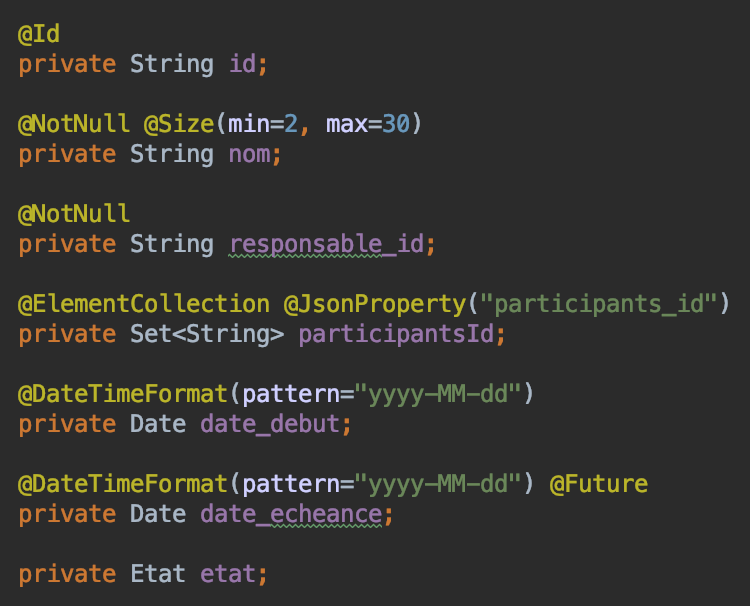 @Id
private String id;
@NotNull @Size(min=2, max=30)
private String nom;
@NotNull
private String responsable_id;
@ElementCollection @JsonProperty("participants_id")
private Set<String> participantsId;
@DateTimeFormat(pattern="yyyy-MM-dd")
private Date date_debut;
@DateTimeFormat(pattern="yyyy-MM-dd") @Future
private Date date_echeance;
private Etat etat;